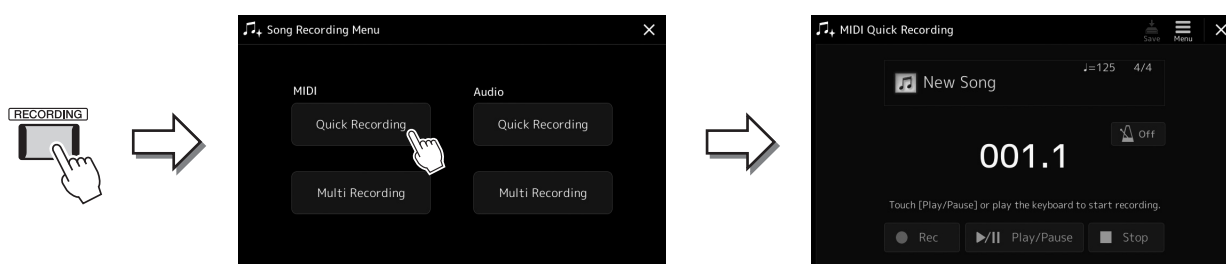 RECORDING
Song Recording Menu
MIDI
Audio
Quick Recording
Quick Recording
Multi Recording
Multi Recording
MIDI Quick Recording
Save
Menu
♩=125 4/4
New Song
Off
001.1
Touch [Play/Pause] or play the keyboard to start recording.
Rec
Play/Pause
Stop